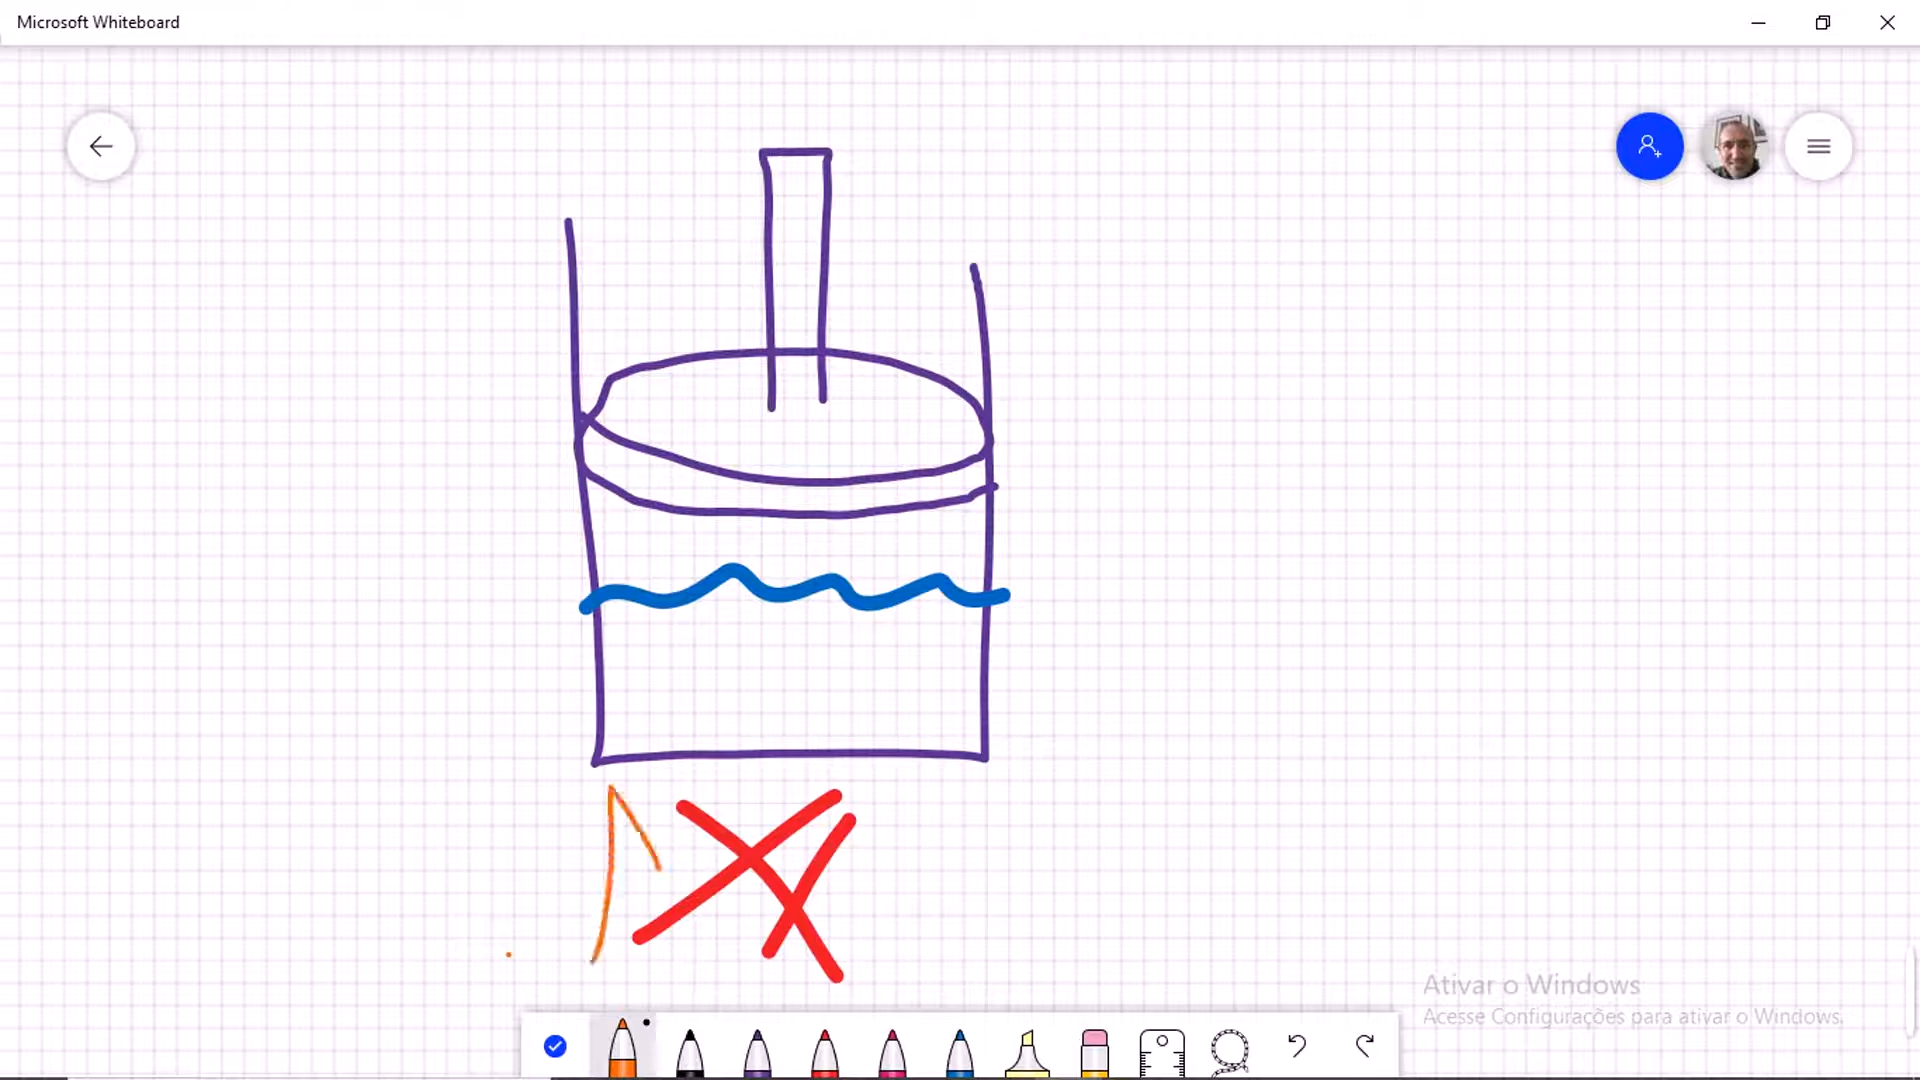 Microsoft Whiteboard
Ativar o Windows
Acesse Configurações para ativar o Windows.